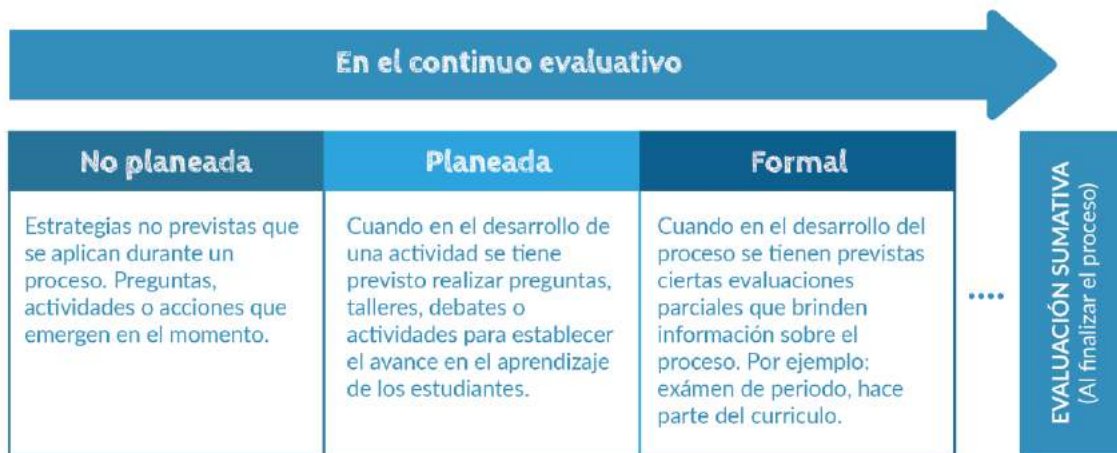 En el continuo evaluativo
No planeada
Estrategias no previstas que
se aplican durante un
proceso. Preguntas,
actividades o acciones que
emergen en el momento.
Planeada
Cuando en el desarrollo de
una actividad se tiene
previsto realizar preguntas,
talleres, debates o
actividades para establecer
el avance en el aprendizaje
de los estudiantes.
Formal
Cuando en el desarrollo del
proceso se tienen previstas
ciertas evaluaciones
parciales que brinden
información sobre el
proceso. Por ejemplo:
exámen de periodo, hace
parte del curriculo.
....
EVALUACIÓN SUMATIVA
(Al finalizar el proceso)